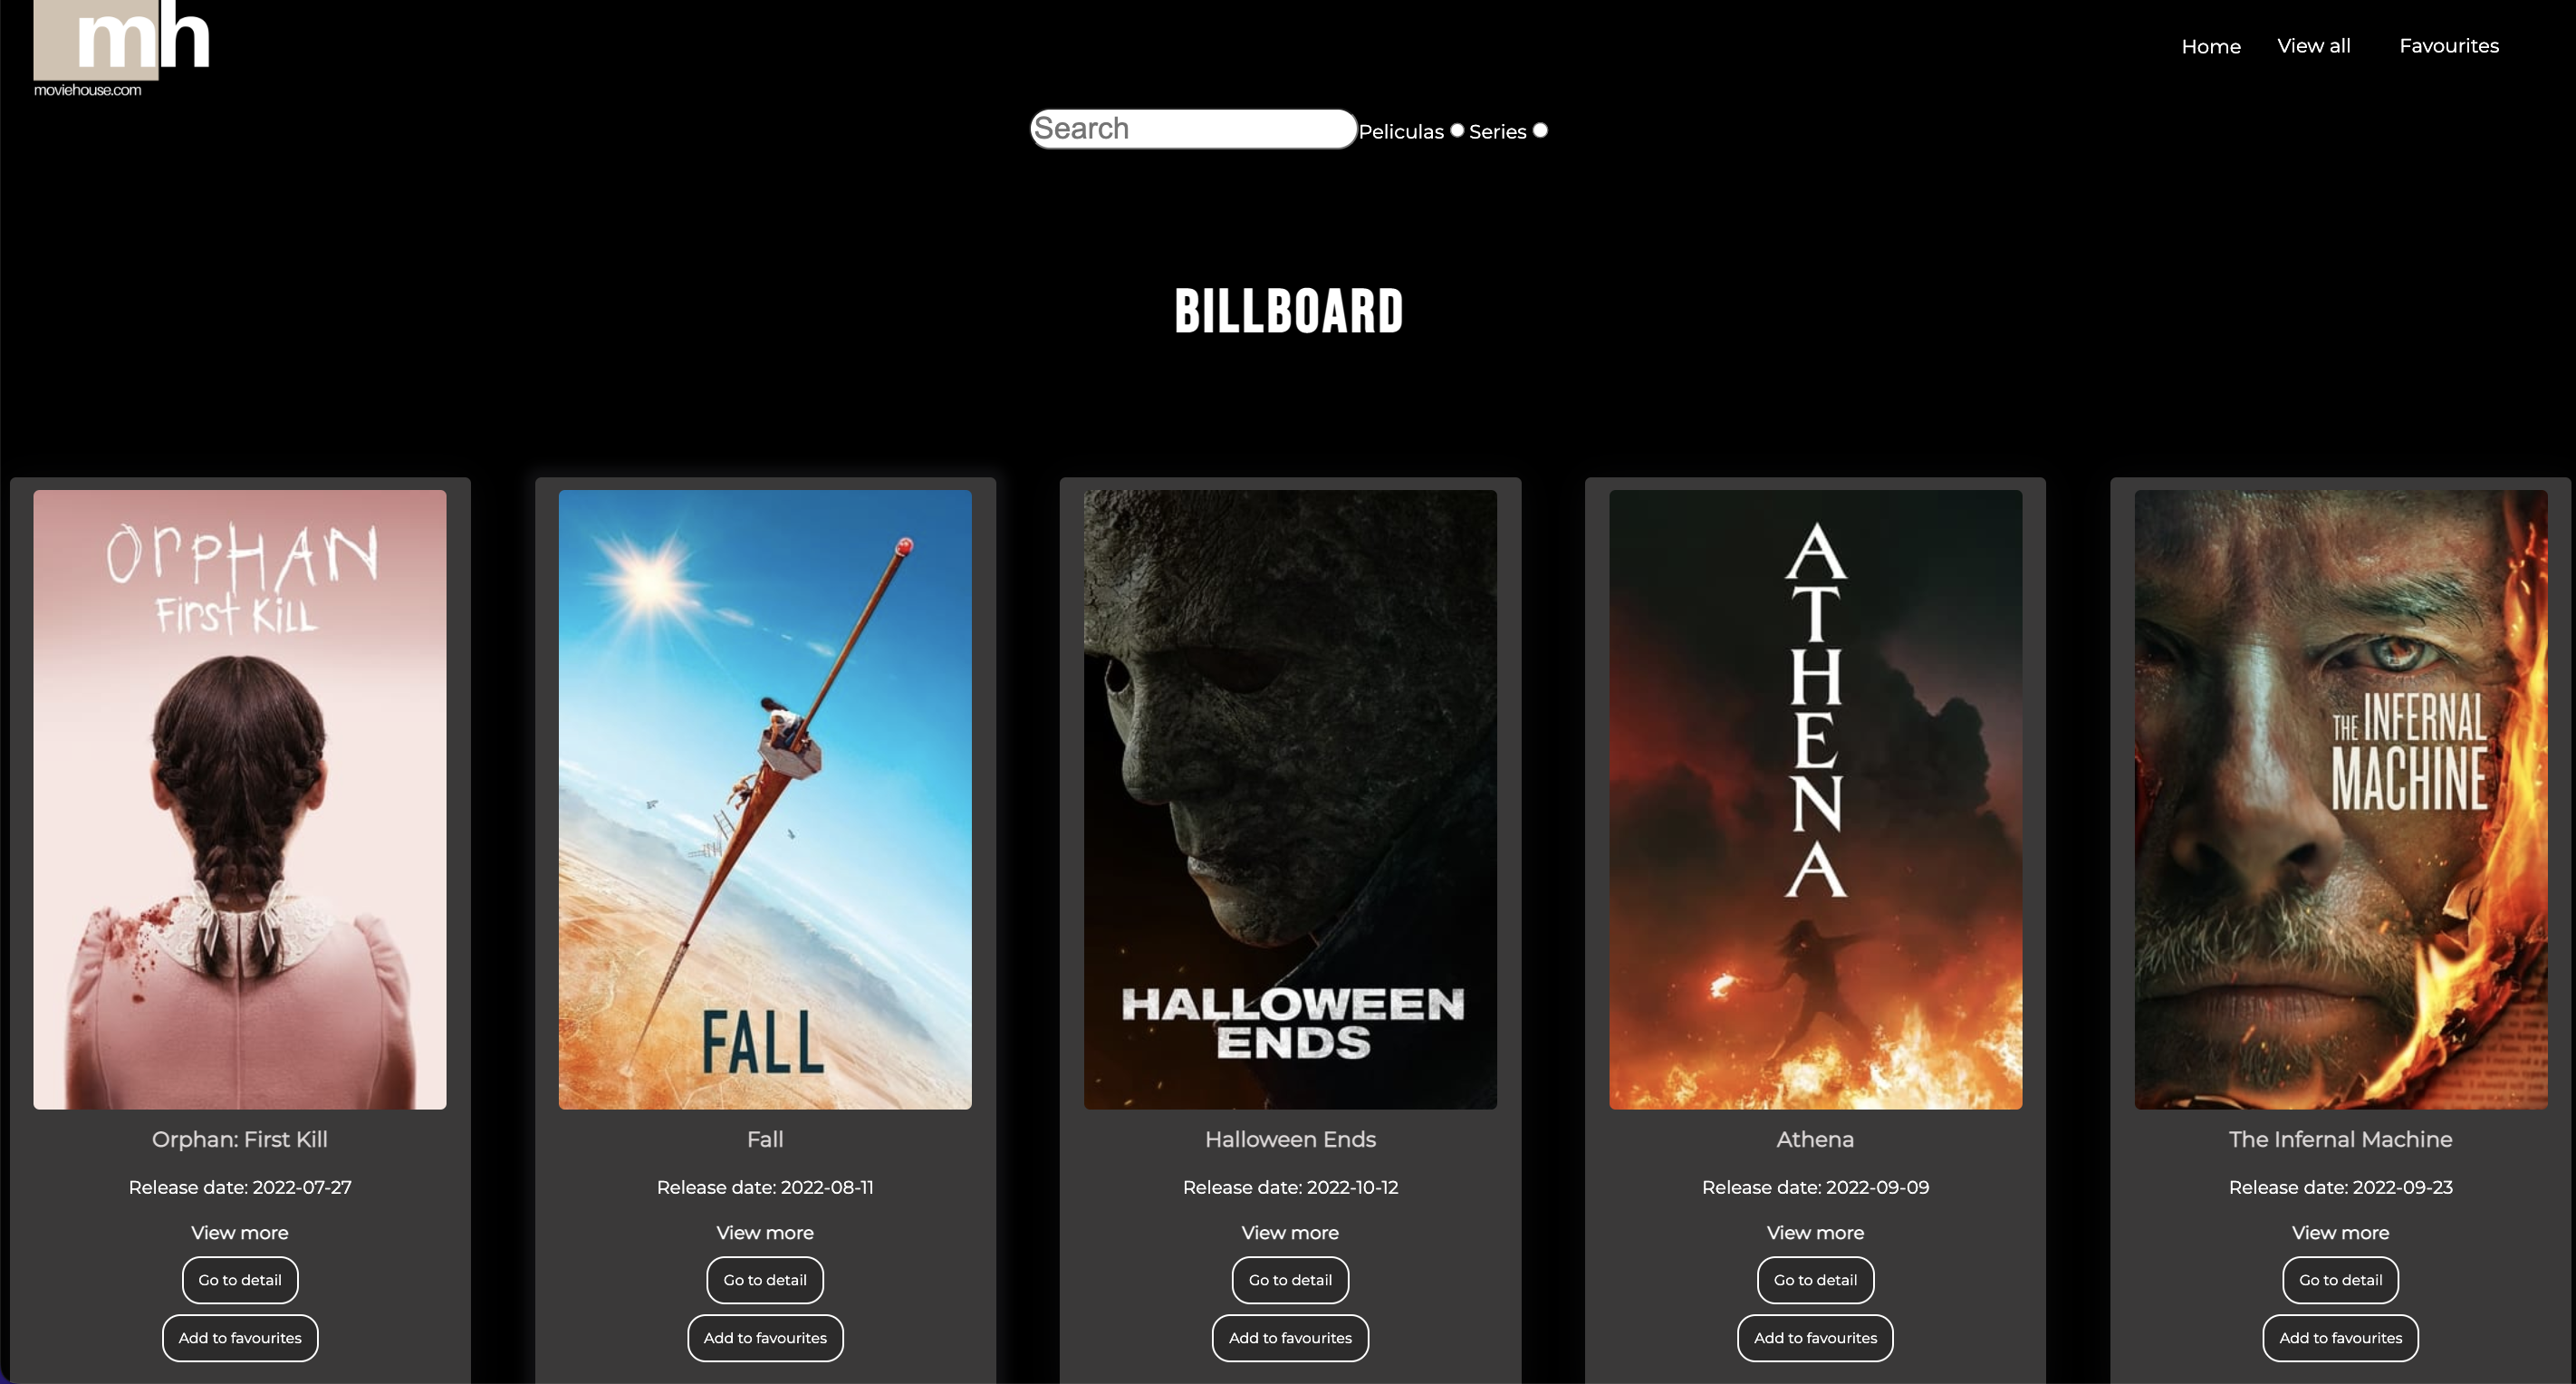 mh
moviehouse.com
Home View all Favourites
Search Peliculas Series
BILLBOARD
ORPHAN
First Kill
FALL
HALLOWEEN
ENDS
ATHENA
THE INFERNAL
MACHINE
Orphan: First Kill
Release date: 2022-07-27
View more
Go to detail
Add to favourites
Fall
Release date: 2022-08-11
View more
Go to detail
Add to favourites
Halloween Ends
Release date: 2022-10-12
View more
Go to detail
Add to favourites
Athena
Release date: 2022-09-09
View more
Go to detail
Add to favourites
The Infernal Machine
Release date: 2022-09-23
View more
Go to detail
Add to favourites